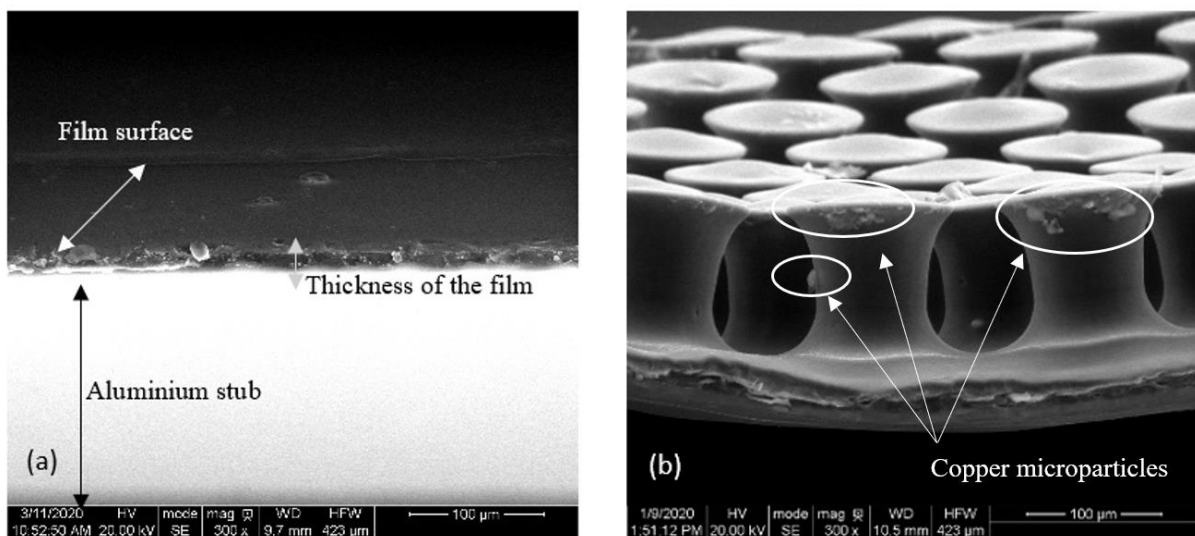 Film surface
Thickness of the film
Aluminium stub
(a)
3/11/2020 HV mode mag WD HFW 100 µm
10:52:50 AM 20.00 kV SE 300 x 9.7 mm 423 µm
Copper microparticles
(b)
1/9/2020 HV mode mag WD HFW 100 µm
1:51:12 PM 20.00 kV SE 300 x 10.5 mm 423 µm